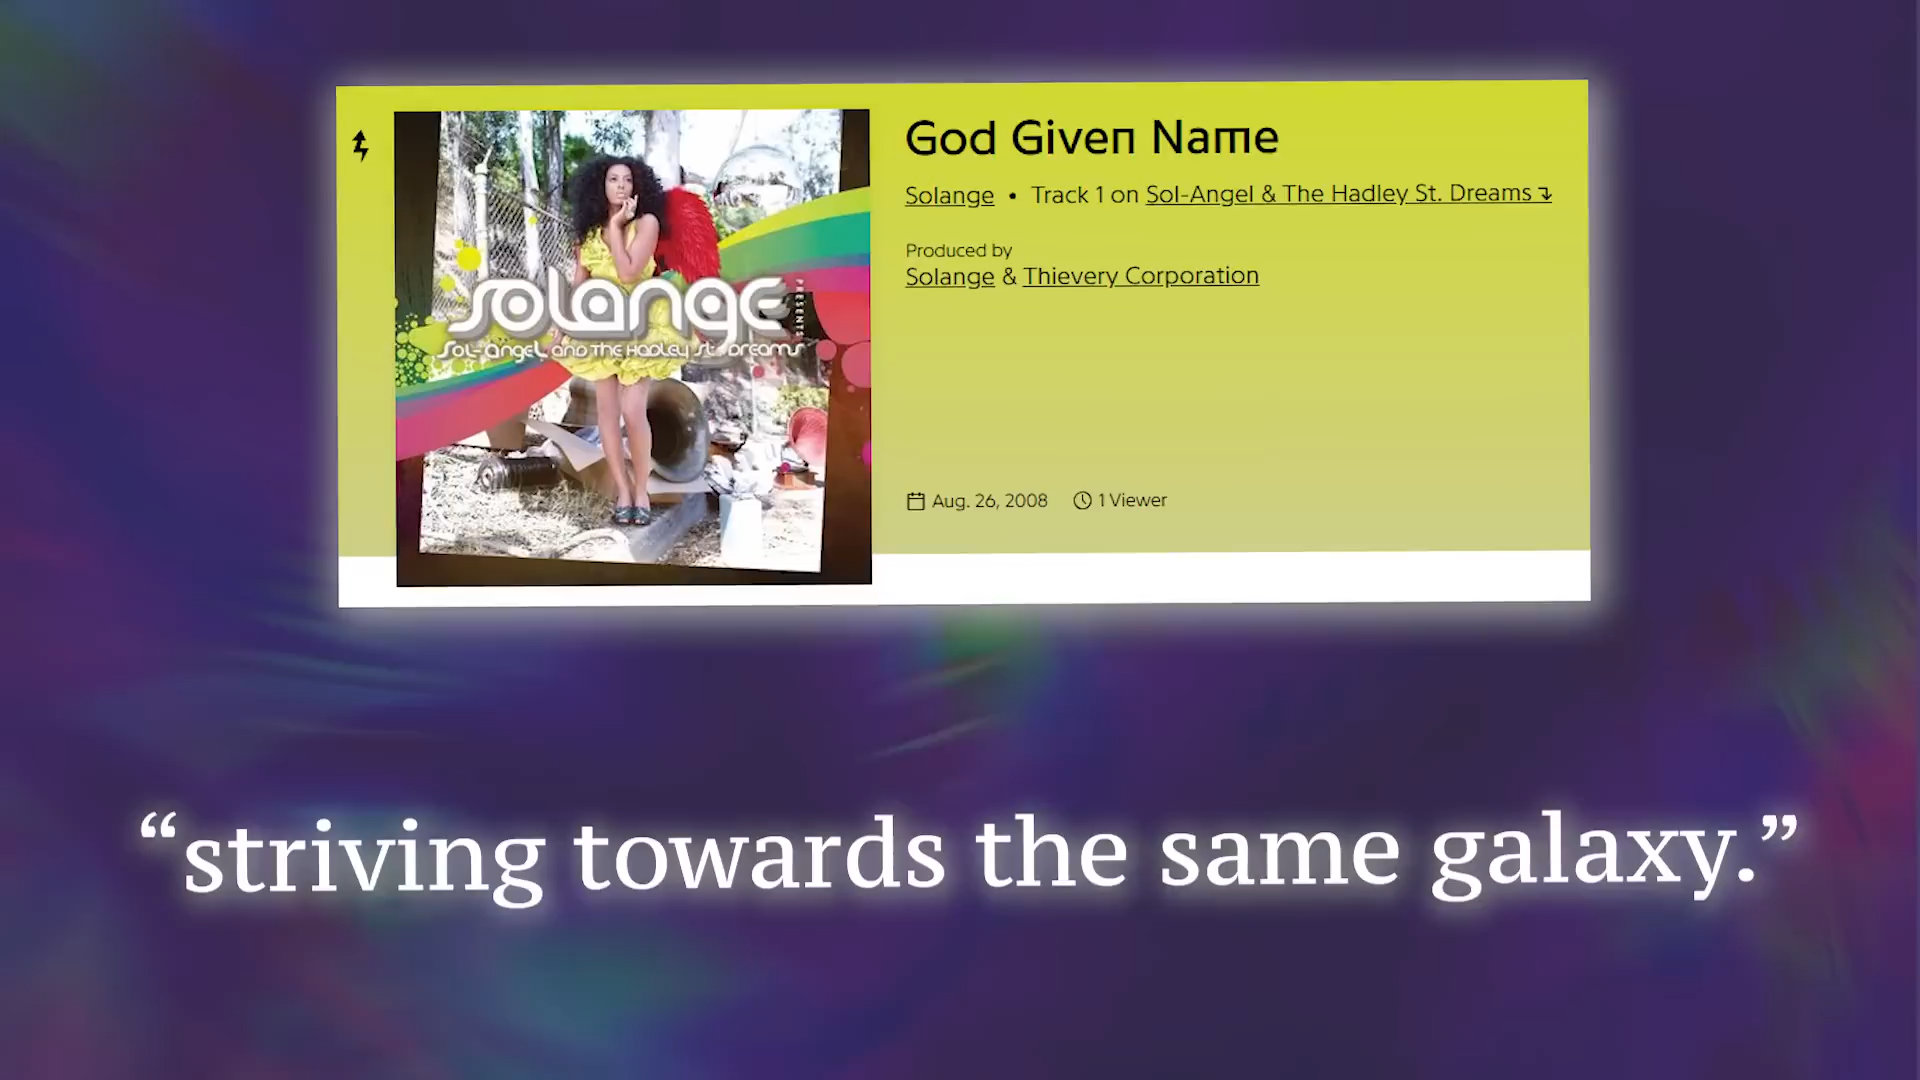 God Given Name
Solange • Track 1 on Sol-Angel & The Hadley St. Dreams
Produced by
Solange & Thievery Corporation
Aug. 26, 2008 1 Viewer
solange
PRESENTS
Sol-Angel and the Hadley St. Dreams
“striving towards the same galaxy.”